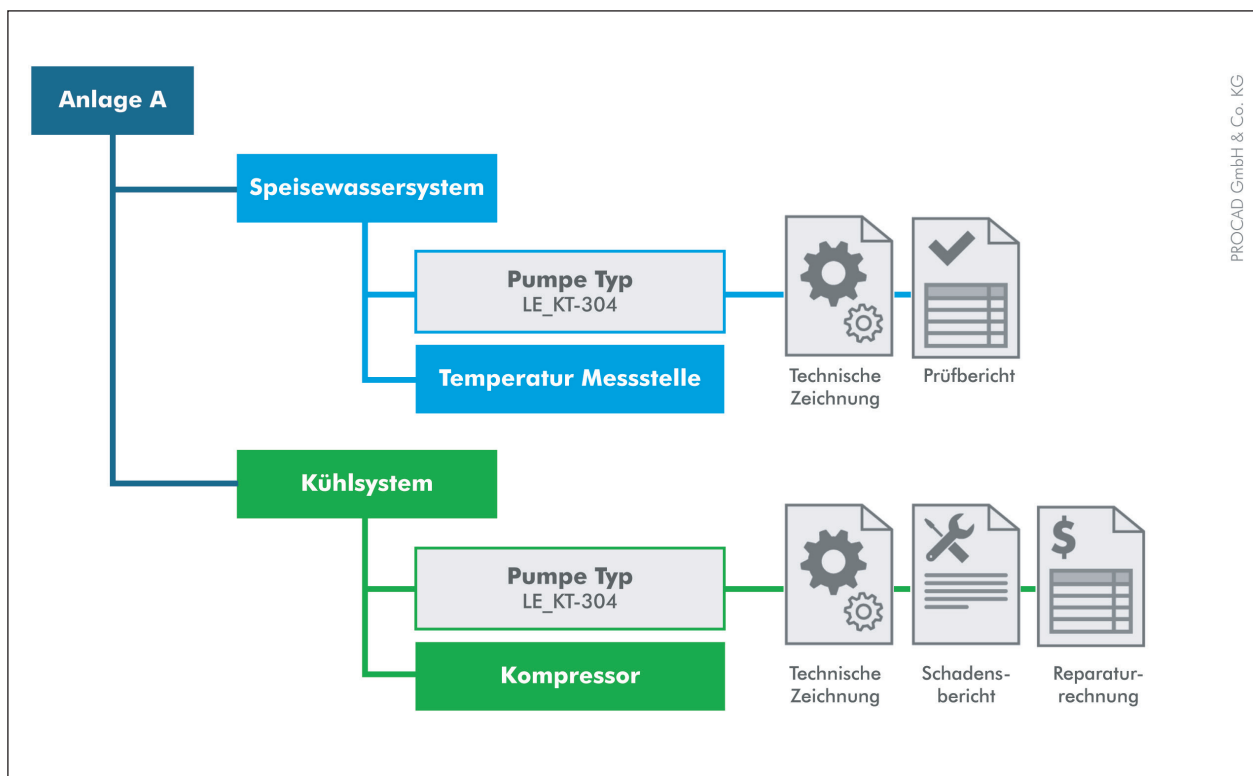 Anlage A
PROCAD GmbH & Co. KG
Speisewassersystem
Pumpe Typ
LE_KT-304
Temperatur Messstelle
Technische
Zeichnung
Prüfbericht
Kühlsystem
Pumpe Typ
LE_KT-304
$
Kompressor
Technische
Zeichnung
Schadens-
bericht
Reparatur-
rechnung